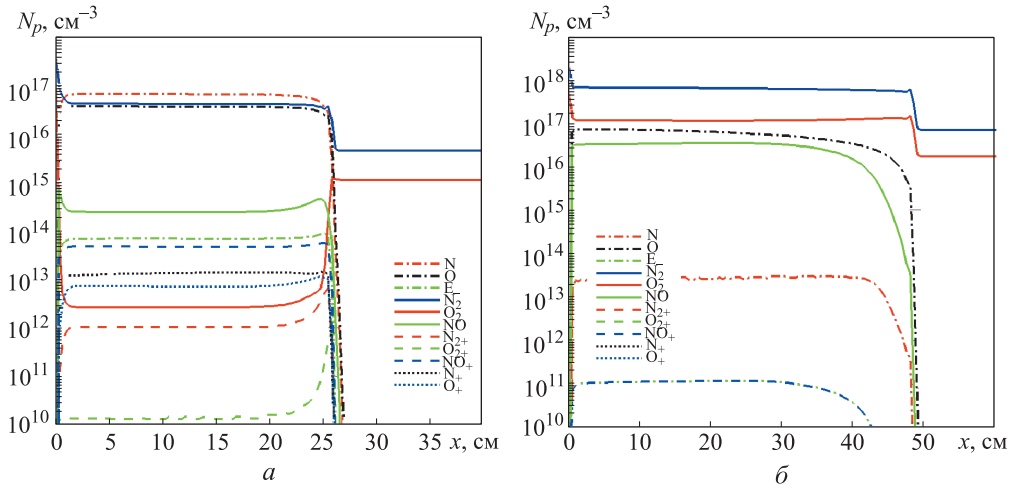 N_p, см⁻³
10¹⁷
10¹⁶
10¹⁵
10¹⁴
10¹³
10¹²
10¹¹
10¹⁰
0 5 10 15 20 25 30 35 x, см
N
O
E₋
N₂
O₂
NO
N₂₊
O₂₊
NO₊
N₊
O₊
а
N_p, см⁻³
10¹⁸
10¹⁷
10¹⁶
10¹⁵
10¹⁴
10¹³
10¹²
10¹¹
10¹⁰
0 10 20 30 40 50 x, см
N
O
E₋
N₂
O₂
NO
N₂₊
O₂₊
NO₊
N₊
O₊
б